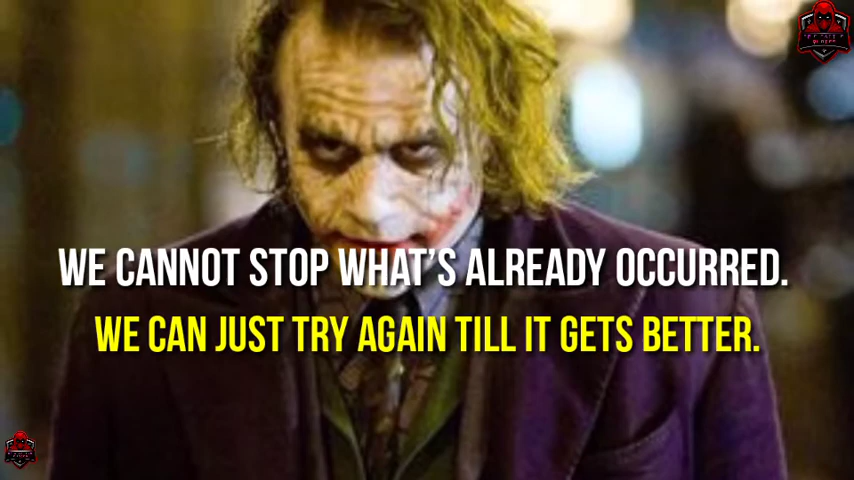 WE CANNOT STOP WHAT'S ALREADY OCCURRED.
WE CAN JUST TRY AGAIN TILL IT GETS BETTER.